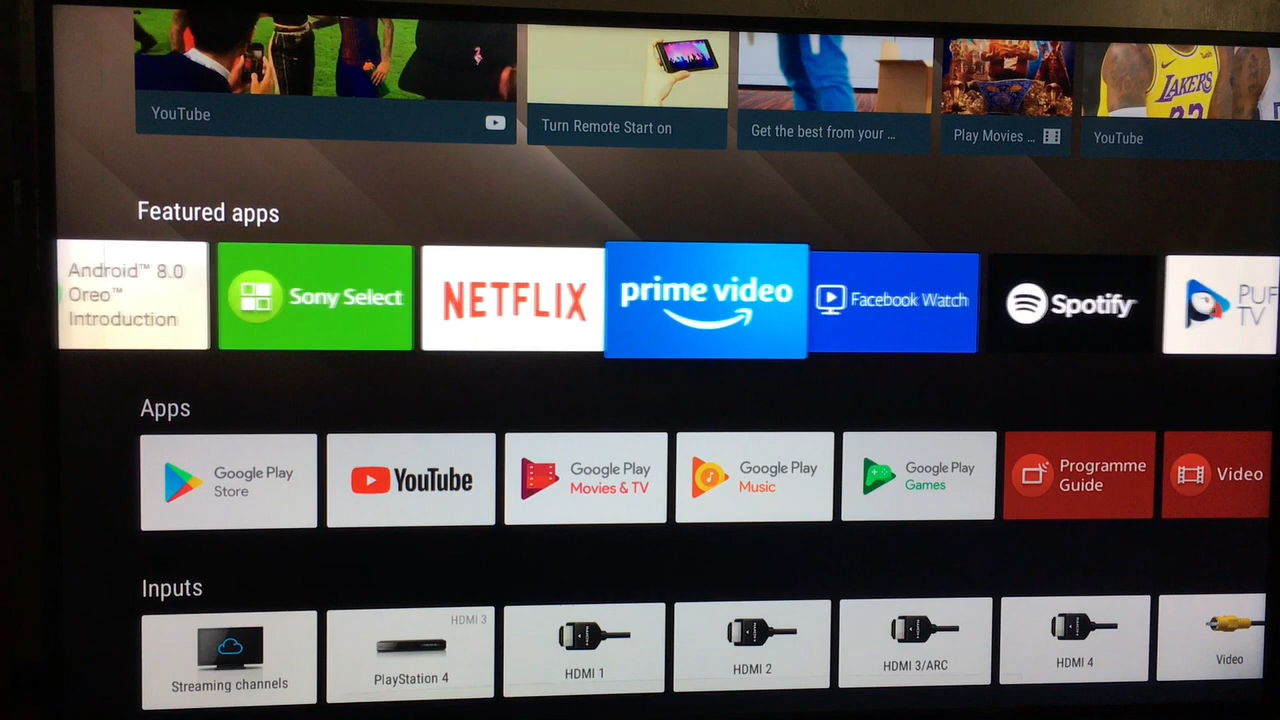 YouTube
Turn Remote Start on
Get the best from your ...
Play Movies ...
LAKERS
YouTube
Featured apps
Android™ 8.0
Oreo™
Introduction
Sony Select
NETFLIX
prime video
Facebook Watch
Spotify
PUF
TV
Apps
Google Play
Store
YouTube
Google Play
Movies & TV
Google Play
Music
Google Play
Games
Programme
Guide
Video
Inputs
Streaming channels
HDMI 3
PlayStation 4
HDMI 1
HDMI 2
HDMI 3/ARC
HDMI 4
Video